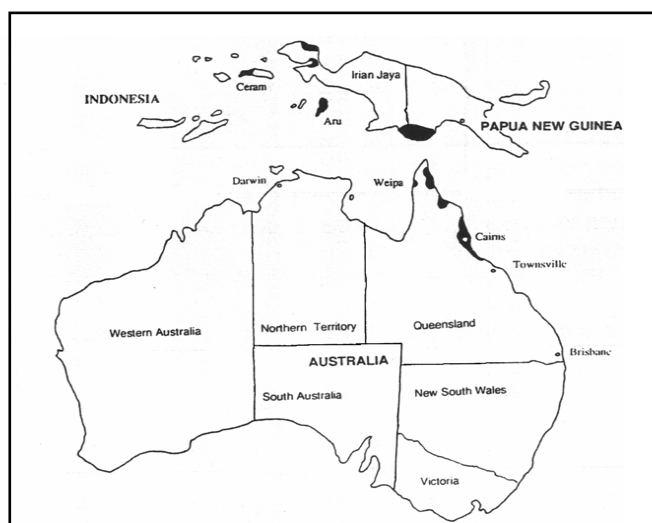 Irian Jaya
Ceram
INDONESIA
Aru
PAPUA NEW GUINEA
Darwin
Weipa
Cairns
Townsville
Western Australia
Northern Territory
Queensland
Brisbane
AUSTRALIA
South Australia
New South Wales
Victoria